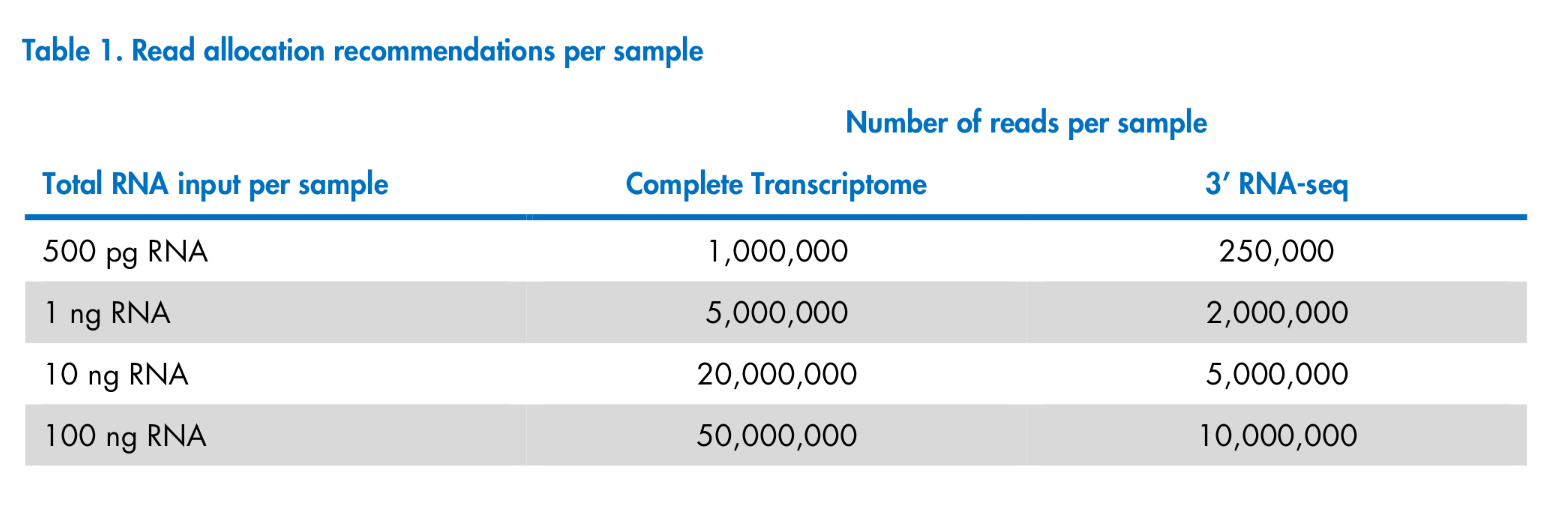 Table 1. Read allocation recommendations per sample
Number of reads per sample
Total RNA input per sample Complete Transcriptome 3′ RNA-seq
500 pg RNA 1,000,000 250,000
1 ng RNA 5,000,000 2,000,000
10 ng RNA 20,000,000 5,000,000
100 ng RNA 50,000,000 10,000,000